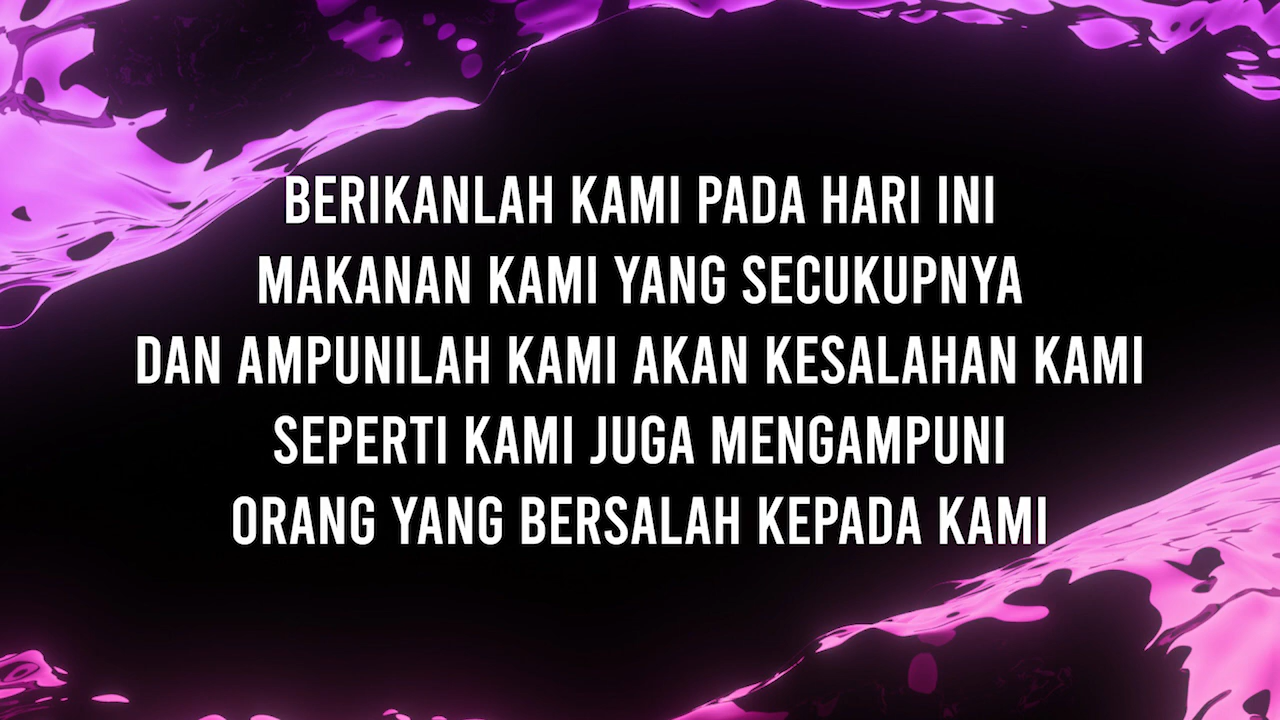 BERIKANLAH KAMI PADA HARI INI
MAKANAN KAMI YANG SECUKUPNYA
DAN AMPUNILAH KAMI AKAN KESALAHAN KAMI
SEPERTI KAMI JUGA MENGAMPUNI
ORANG YANG BERSALAH KEPADA KAMI